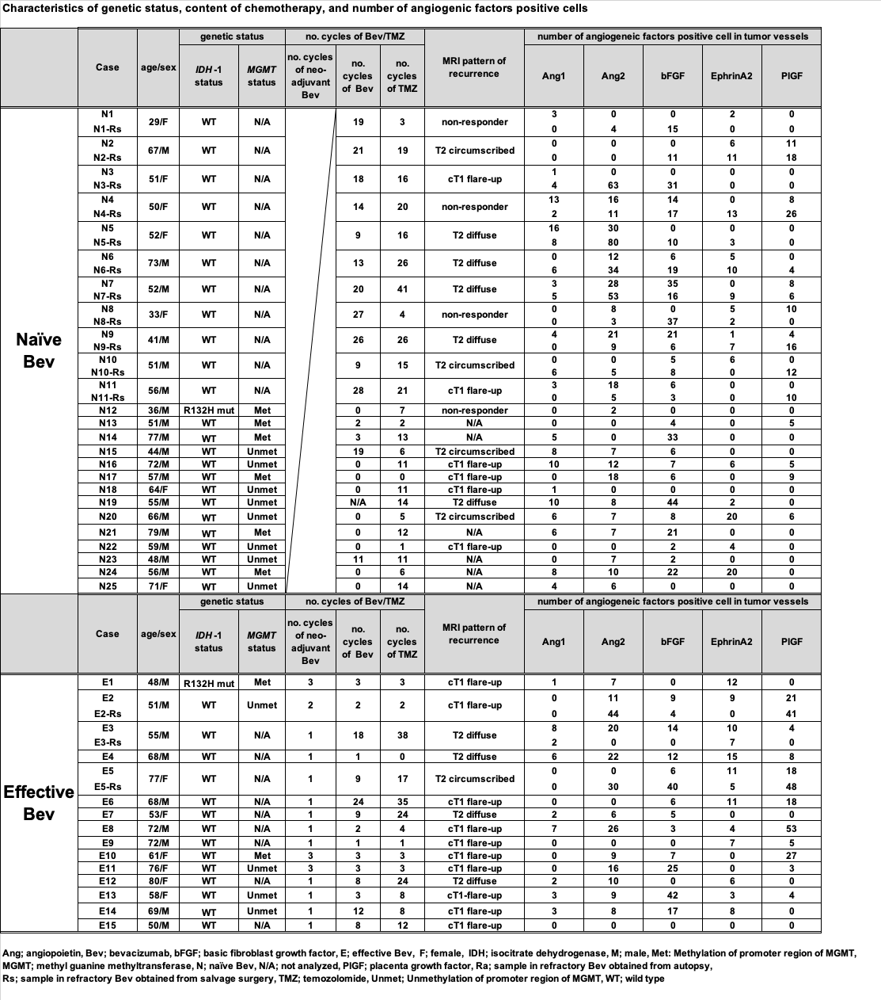 Characteristics of genetic status, content of chemotherapy, and number of angiogenic factors positive cells
genetic status no. cycles of Bev/TMZ number of angiogeneic factors positive cell in tumor vessels
Case age/sex IDH -1 status MGMT status no. cycles of neo-adjuvant Bev no. cycles of Bev no. cycles of TMZ MRI pattern of recurrence Ang1 Ang2 bFGF EphrinA2 PlGF
Naïve Bev
N1 29/F WT N/A 19 3 non-responder 3 0 0 2 0
N1-Rs 0 4 15 0 0
N2 67/M WT N/A 21 19 T2 circumscribed 0 0 0 6 11
N2-Rs 0 0 11 11 18
N3 51/F WT N/A 18 16 cT1 flare-up 1 0 0 0 0
N3-Rs 4 63 31 0 0
N4 50/F WT N/A 14 20 non-responder 13 16 14 0 8
N4-Rs 2 11 17 13 26
N5 52/F WT N/A 9 16 T2 diffuse 16 30 0 0 0
N5-Rs 8 80 10 3 0
N6 73/M WT N/A 13 26 T2 diffuse 0 12 6 5 0
N6-Rs 6 34 19 10 4
N7 52/M WT N/A 20 41 T2 diffuse 3 28 35 0 8
N7-Rs 5 53 16 9 6
N8 33/F WT N/A 27 4 non-responder 0 8 0 5 10
N8-Rs 0 3 37 2 0
N9 41/M WT N/A 26 26 T2 diffuse 4 21 21 1 4
N9-Rs 0 9 6 7 16
N10 51/M WT N/A 9 15 T2 circumscribed 0 0 5 6 0
N10-Rs 6 5 8 0 12
N11 56/M WT N/A 28 21 cT1 flare-up 3 18 6 0 0
N11-Rs 0 5 3 0 10
N12 36/M R132H mut Met 0 7 non-responder 0 2 0 0 0
N13 51/M WT Met 2 2 N/A 0 0 4 0 5
N14 77/M WT Met 3 13 N/A 5 0 33 0 0
N15 44/M WT Unmet 19 6 T2 circumscribed 8 7 6 0 0
N16 72/M WT Unmet 0 11 cT1 flare-up 10 12 7 6 5
N17 57/M WT Met 0 0 cT1 flare-up 0 18 6 0 9
N18 64/F WT Unmet 0 11 cT1 flare-up 1 0 0 0 0
N19 55/M WT Unmet N/A 14 T2 diffuse 10 8 44 2 0
N20 66/M WT Unmet 0 5 T2 circumscribed 6 7 8 20 6
N21 79/M WT Met 0 12 N/A 6 7 21 0 0
N22 59/M WT Unmet 0 1 cT1 flare-up 0 0 2 4 0
N23 48/M WT Unmet 11 11 N/A 0 7 2 0 0
N24 56/M WT Met 0 6 N/A 8 10 22 20 0
N25 71/F WT Unmet 0 14 N/A 4 6 0 0 0
genetic status no. cycles of Bev/TMZ number of angiogeneic factors positive cell in tumor vessels
Case age/sex IDH -1 status MGMT status no. cycles of neo-adjuvant Bev no. cycles of Bev no. cycles of TMZ MRI pattern of recurrence Ang1 Ang2 bFGF EphrinA2 PlGF
Effective Bev
E1 48/M R132H mut Met 3 3 3 cT1 flare-up 1 7 0 12 0
E2 51/M WT Unmet 2 2 2 cT1 flare-up 0 11 9 9 21
E2-Rs 0 44 4 0 41
E3 55/M WT N/A 1 18 38 T2 diffuse 8 20 14 10 4
E3-Rs 2 0 0 7 0
E4 68/M WT N/A 1 1 0 T2 diffuse 6 22 12 15 8
E5 77/F WT N/A 1 9 17 T2 circumscribed 0 0 6 11 18
E5-Rs 0 30 40 5 48
E6 68/M WT N/A 1 24 35 cT1 flare-up 0 0 6 11 18
E7 53/F WT N/A 1 9 24 T2 diffuse 2 6 5 0 0
E8 72/M WT N/A 1 2 4 cT1 flare-up 7 26 3 4 53
E9 72/M WT N/A 1 1 1 cT1 flare-up 0 0 0 7 5
E10 61/F WT Met 3 3 3 cT1 flare-up 0 9 7 0 27
E11 76/F WT Unmet 3 3 3 cT1 flare-up 0 16 25 0 3
E12 80/F WT N/A 1 8 24 T2 diffuse 2 10 0 6 0
E13 58/F WT Unmet 1 3 8 cT1-flare-up 3 9 42 3 4
E14 69/M WT Unmet 1 12 8 cT1 flare-up 3 8 17 8 0
E15 50/M WT N/A 1 8 12 cT1 flare-up 0 0 0 0 0
Ang; angiopoietin, Bev; bevacizumab, bFGF; basic fibroblast growth factor, E; effective Bev, F; female, IDH; isocitrate dehydrogenase, M; male, Met: Methylation of promoter region of MGMT,
MGMT; methyl guanine methyltransferase, N; naïve Bev, N/A; not analyzed, PlGF; placenta growth factor, Ra; sample in refractory Bev obtained from autopsy,
Rs; sample in refractory Bev obtained from salvage surgery, TMZ; temozolomide, Unmet; Unmethylation of promoter region of MGMT, WT; wild type